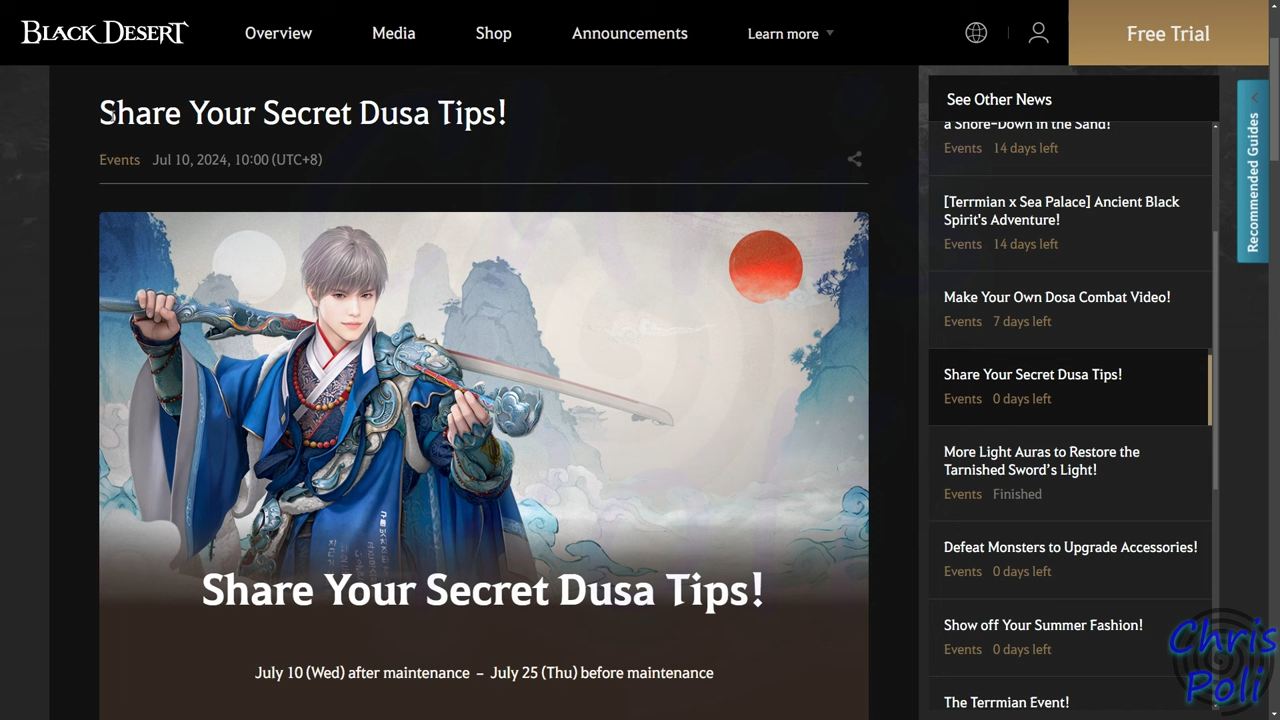 BLACK DESERT
Overview
Media
Shop
Announcements
Learn more
Free Trial
Share Your Secret Dusa Tips!
Events Jul 10, 2024, 10:00 (UTC+8)
Share Your Secret Dusa Tips!
July 10 (Wed) after maintenance – July 25 (Thu) before maintenance
See Other News
a Shore-Down in the Sand!
Events 14 days left
[Terrmian x Sea Palace] Ancient Black
Spirit's Adventure!
Events 14 days left
Make Your Own Dosa Combat Video!
Events 7 days left
Share Your Secret Dusa Tips!
Events 0 days left
More Light Auras to Restore the
Tarnished Sword's Light!
Events Finished
Defeat Monsters to Upgrade Accessories!
Events 0 days left
Show off Your Summer Fashion!
Events 0 days left
The Terrmian Event!
Recommended Guides
Chris
Poli